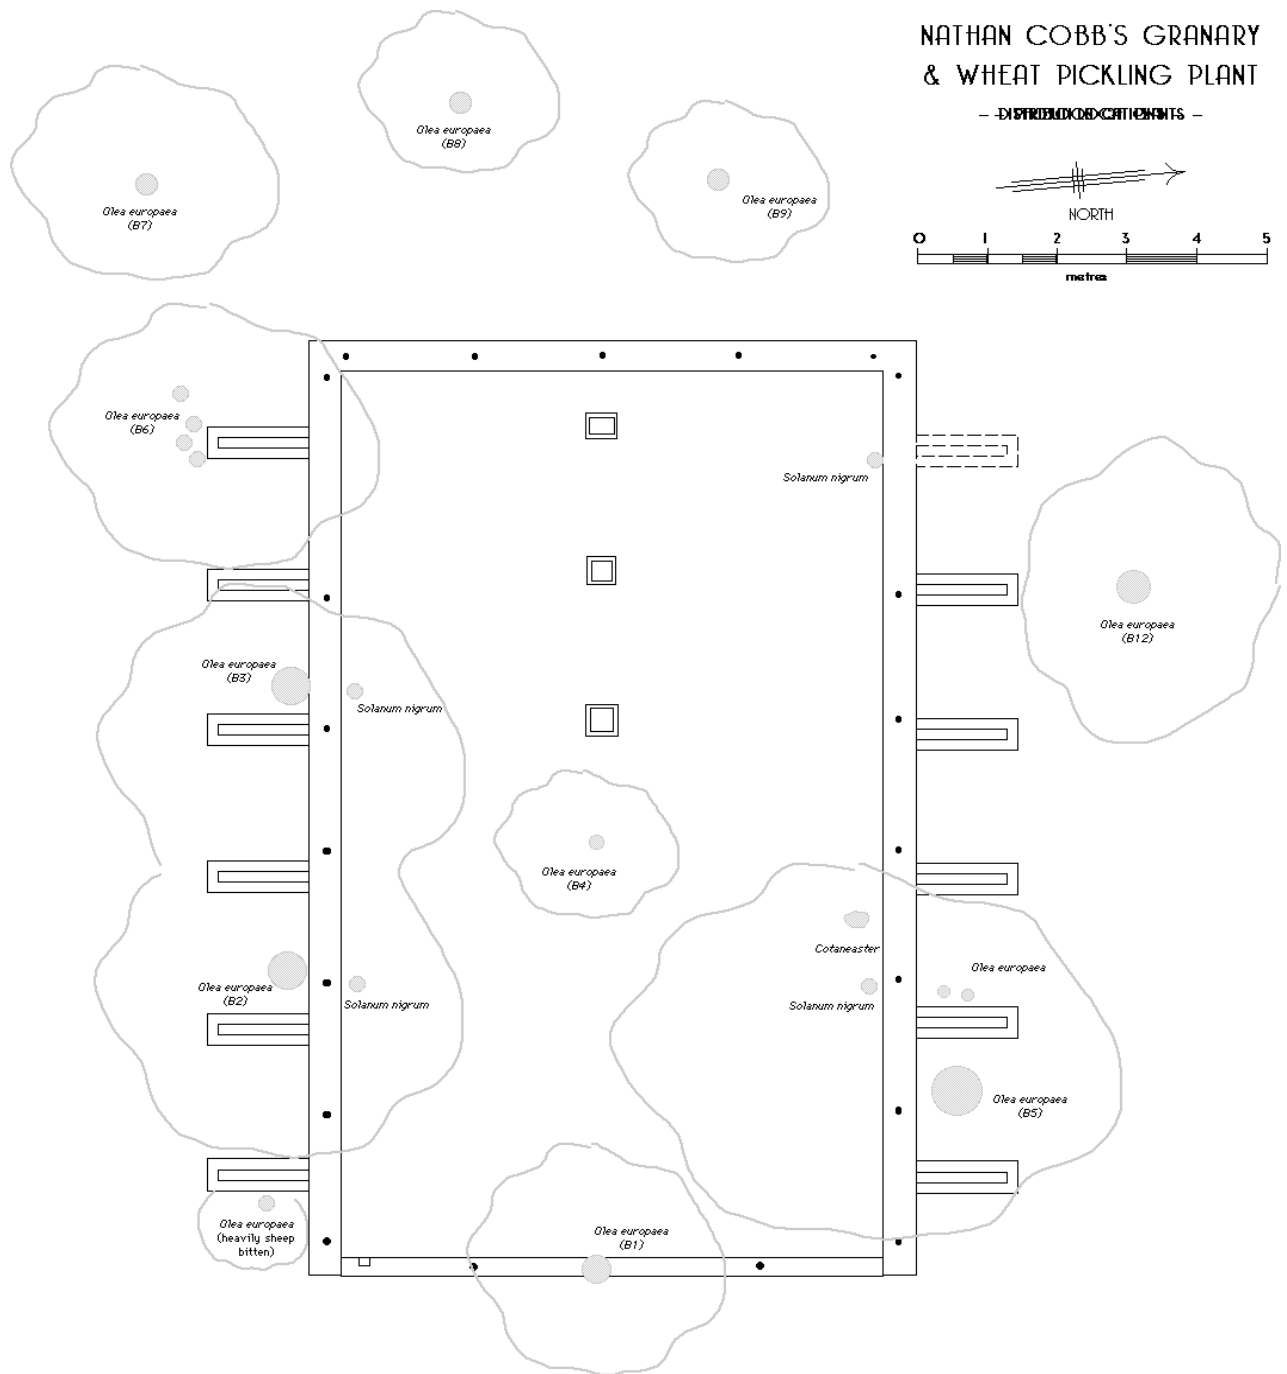 NATHAN COBB'S GRANARY
& WHEAT PICKLING PLANT
NORTH
0 1 2 3 4 5
metres
Olea europaea
(B8)
Olea europaea
(B7)
Olea europaea
(B9)
Olea europaea
(B6)
Solanum nigrum
Olea europaea
(B12)
Olea europaea
(B3)
Solanum nigrum
Olea europaea
(B4)
Cotaneaster
Olea europaea
Olea europaea
(B2)
Solanum nigrum
Solanum nigrum
Olea europaea
(B5)
Olea europaea
(heavily sheep
bitten)
Olea europaea
(B1)